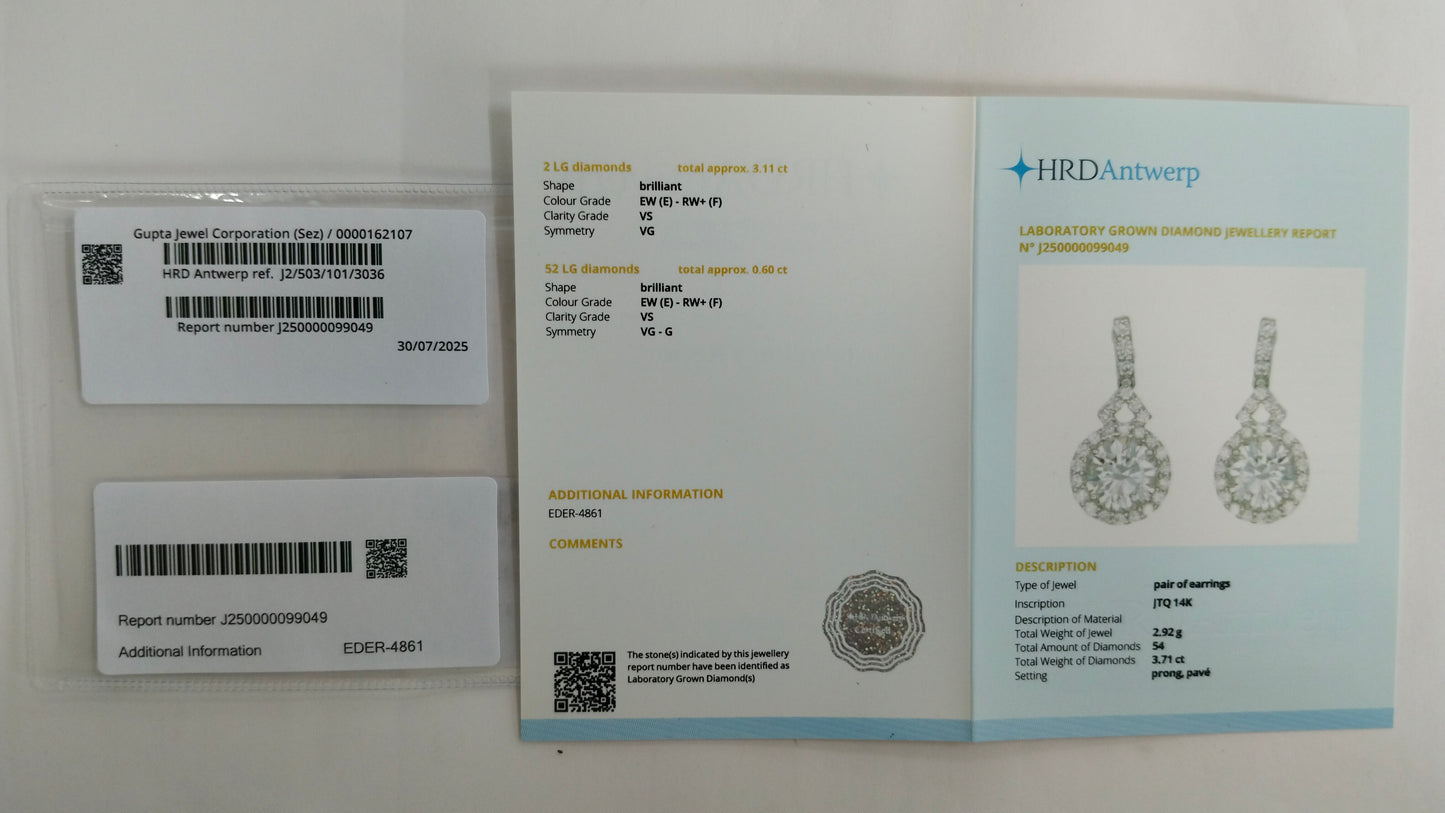 Gupta Jewel Corporation (Sez) / 0000162107
HRD Antwerp ref. J2/503/101/3036
Report number J250000099049
30/07/2025
Report number J250000099049
Additional Information EDER-4861
2 LG diamonds total approx. 3.11 ct
Shape brilliant
Colour Grade EW (E) - RW+ (F)
Clarity Grade VS
Symmetry VG
52 LG diamonds total approx. 0.60 ct
Shape brilliant
Colour Grade EW (E) - RW+ (F)
Clarity Grade VS
Symmetry VG - G
ADDITIONAL INFORMATION
EDER-4861
COMMENTS
The stone(s) indicated by this jewellery
report number have been identified as
Laboratory Grown Diamond(s)
HRDAntwerp
LABORATORY GROWN DIAMOND JEWELLERY REPORT
N° J250000099049
DESCRIPTION
Type of Jewel pair of earrings
Inscription JTQ 14K
Description of Material
Total Weight of Jewel 2.92 g
Total Amount of Diamonds 54
Total Weight of Diamonds 3.71 ct
Setting prong, pavé